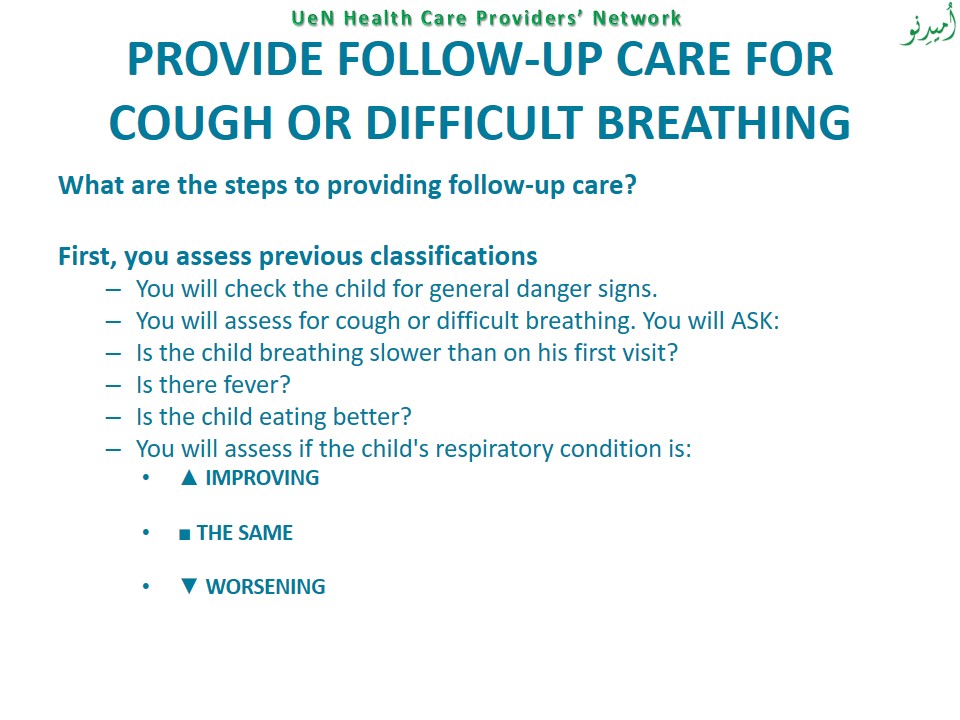 UeN Health Care Providers' Network
اُميدِنو
PROVIDE FOLLOW-UP CARE FOR
COUGH OR DIFFICULT BREATHING
What are the steps to providing follow-up care?
First, you assess previous classifications
– You will check the child for general danger signs.
– You will assess for cough or difficult breathing. You will ASK:
– Is the child breathing slower than on his first visit?
– Is there fever?
– Is the child eating better?
– You will assess if the child's respiratory condition is:
• ▲ IMPROVING
• ■ THE SAME
• ▼ WORSENING